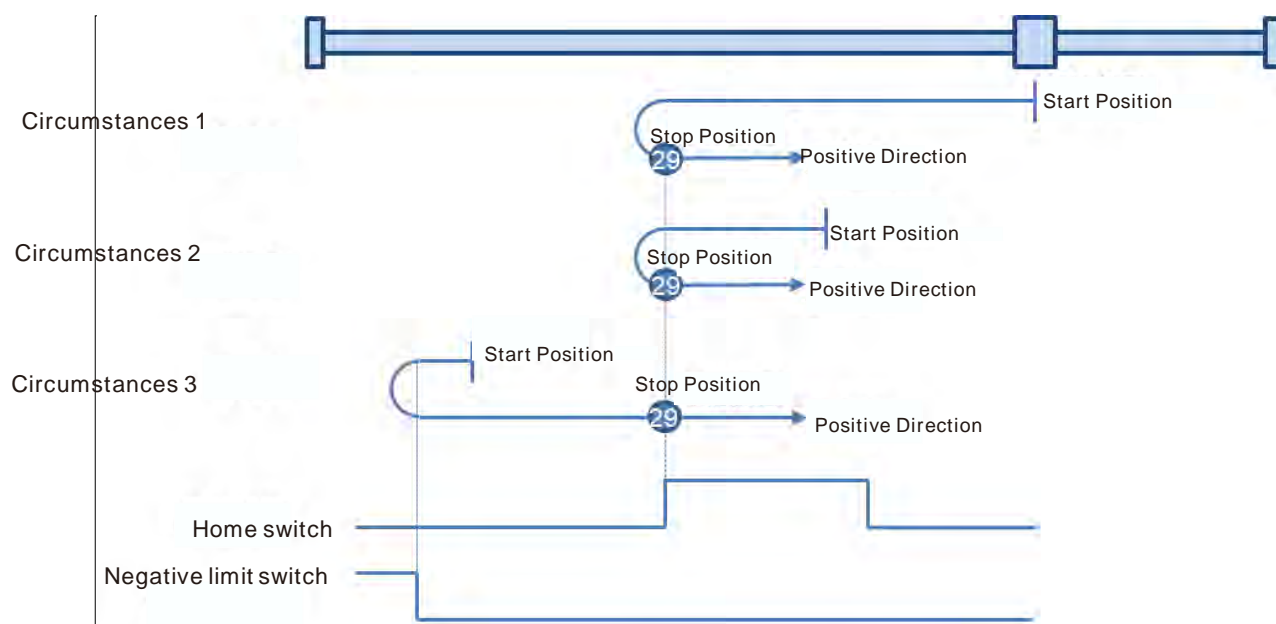 Start Position
Circumstances 1
Stop Position
29
Positive Direction
Start Position
Circumstances 2
Stop Position
29
Positive Direction
Start Position
Circumstances 3
Stop Position
29
Positive Direction
Home switch
Negative limit switch